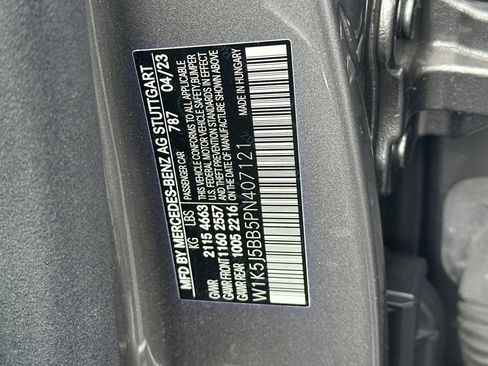 MFD BY MERCEDES-BENZ AG STUTTGART
787 04/23
PASSENGER CAR
THIS VEHICLE CONFORMS TO ALL APPLICABLE
U.S. FEDERAL MOTOR VEHICLE SAFETY, BUMPER
AND THEFT PREVENTION STANDARDS IN EFFECT
ON THE DATE OF MANUFACTURE SHOWN ABOVE
MADE IN HUNGARY
KG LBS
GVWR 2115 4663
GAWR FRONT 1160 2557
GAWR REAR 1005 2216
W1K5J5BB5PN407121